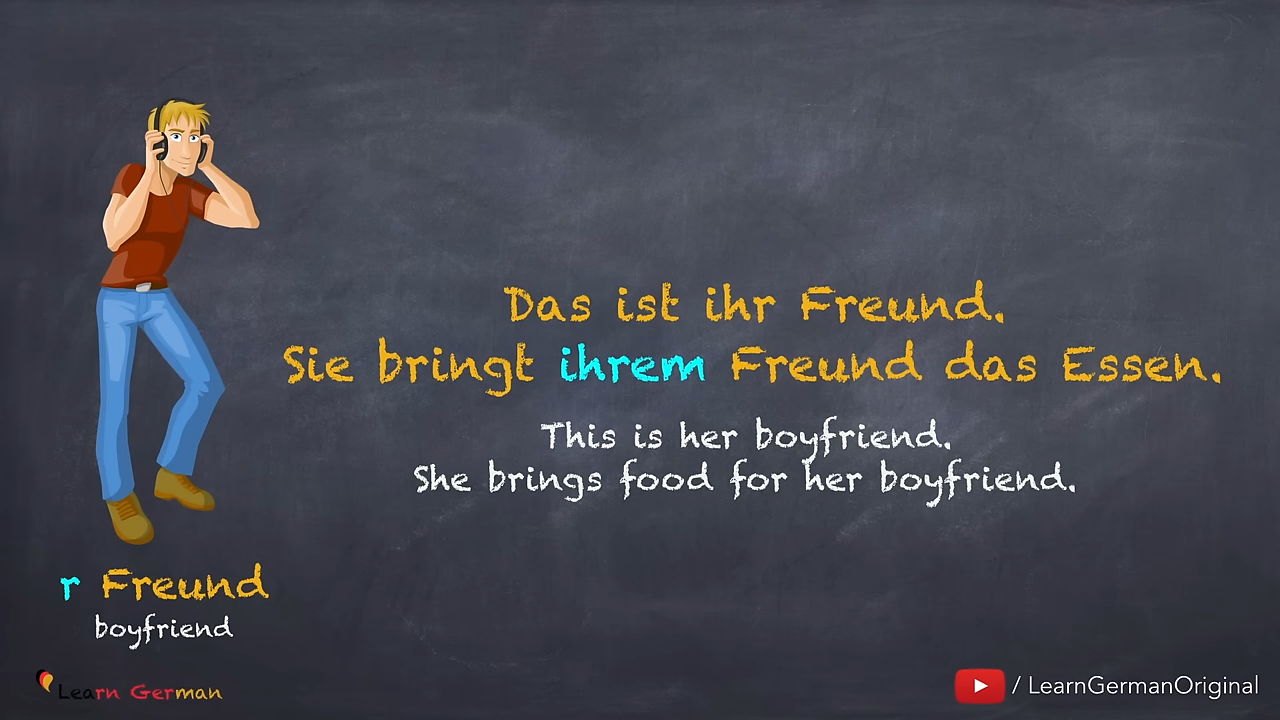 Das ist ihr Freund.
Sie bringt ihrem Freund das Essen.
This is her boyfriend.
She brings food for her boyfriend.
r Freund
boyfriend
Learn German
/ LearnGermanOriginal